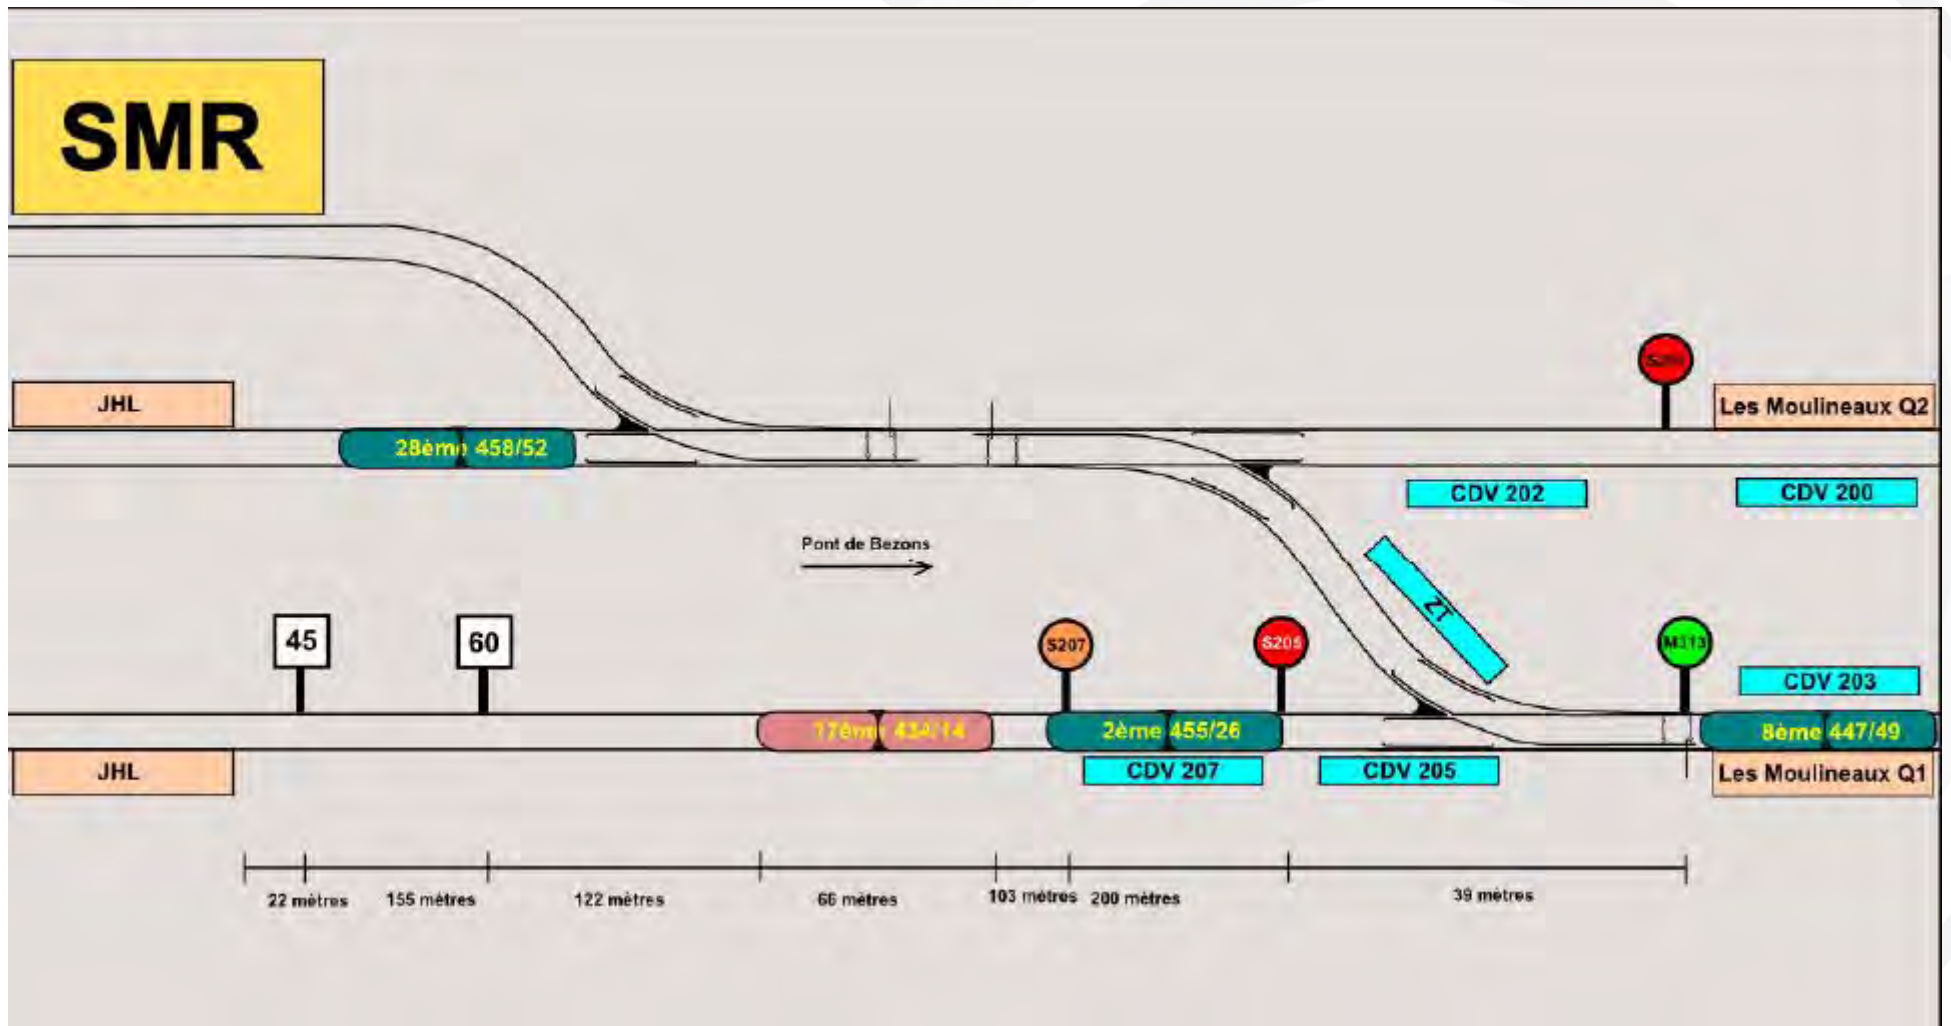 SMR
JHL
28ème 458/52
Les Moulineaux Q2
CDV 202
CDV 200
Pont de Bezons
ZT
45
60
S207
S205
M313
CDV 203
2ème 455/26
8ème 447/49
JHL
CDV 207
CDV 205
Les Moulineaux Q1
22 mètres
155 mètres
122 mètres
66 mètres
103 mètres
200 mètres
39 mètres